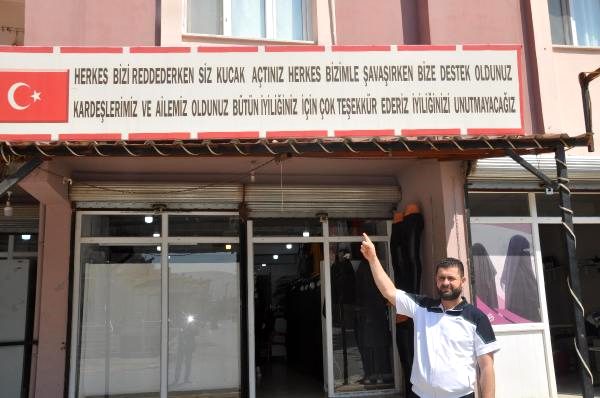 HERKES BİZİ REDDEDERKEN SİZ KUCAK AÇTINIZ HERKES BİZİMLE ŞAVAŞIRKEN BİZE DESTEK OLDUNUZ
KARDEŞLERİMİZ VE AİLEMİZ OLDUNUZ BÜTÜN İYİLİĞİNİZ İÇİN ÇOK TEŞEKKÜR EDERİZ İYİLİĞİNİZİ UNUTMAYACAĞIZ